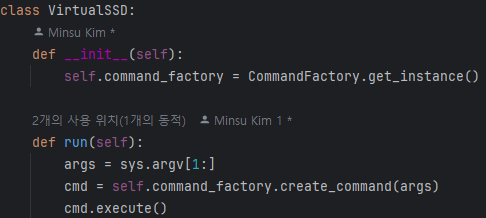 class VirtualSSD:
Minsu Kim *
def __init__(self):
self.command_factory = CommandFactory.get_instance()
2개의 사용 위치(1개의 동적) Minsu Kim 1 *
def run(self):
args = sys.argv[1:]
cmd = self.command_factory.create_command(args)
cmd.execute()